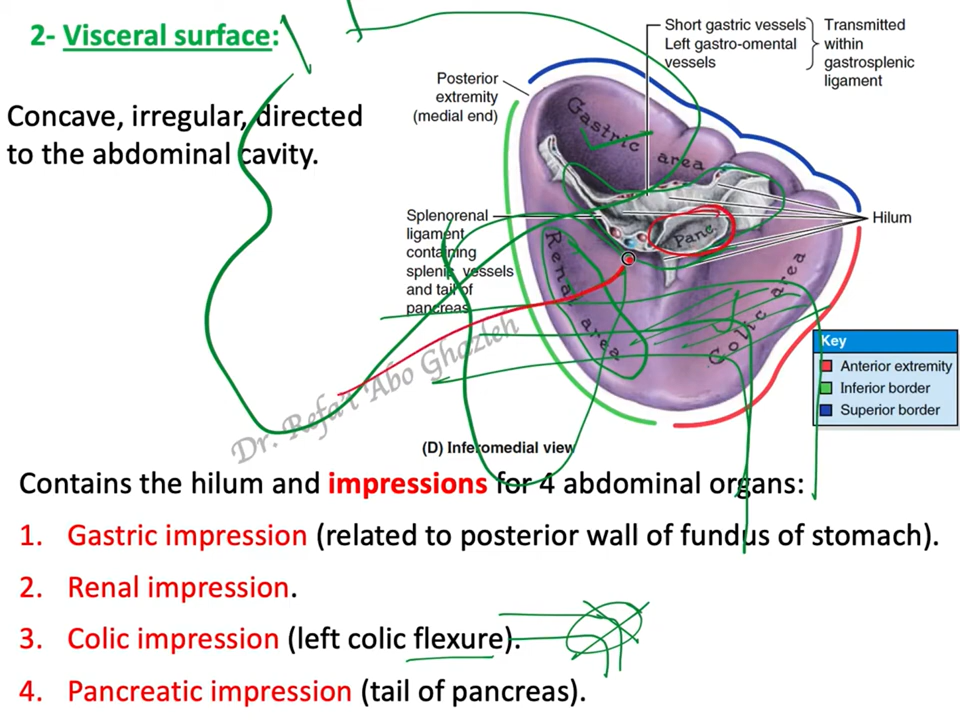 2- Visceral surface:
Concave, irregular, directed
to the abdominal cavity.
Short gastric vessels
Left gastro-omental
vessels
Transmitted
within
gastrosplenic
ligament
Posterior
extremity
(medial end)
Gastric area
Splenorenal
ligament
containing
splenic vessels
and tail of
pancreas
Panc.
Hilum
Renal area
Colic area
Key
Anterior extremity
Inferior border
Superior border
Dr. Refa't 'Abo Ghazleh
(D) Inferomedial view
Contains the hilum and impressions for 4 abdominal organs:
1. Gastric impression (related to posterior wall of fundus of stomach).
2. Renal impression.
3. Colic impression (left colic flexure).
4. Pancreatic impression (tail of pancreas).